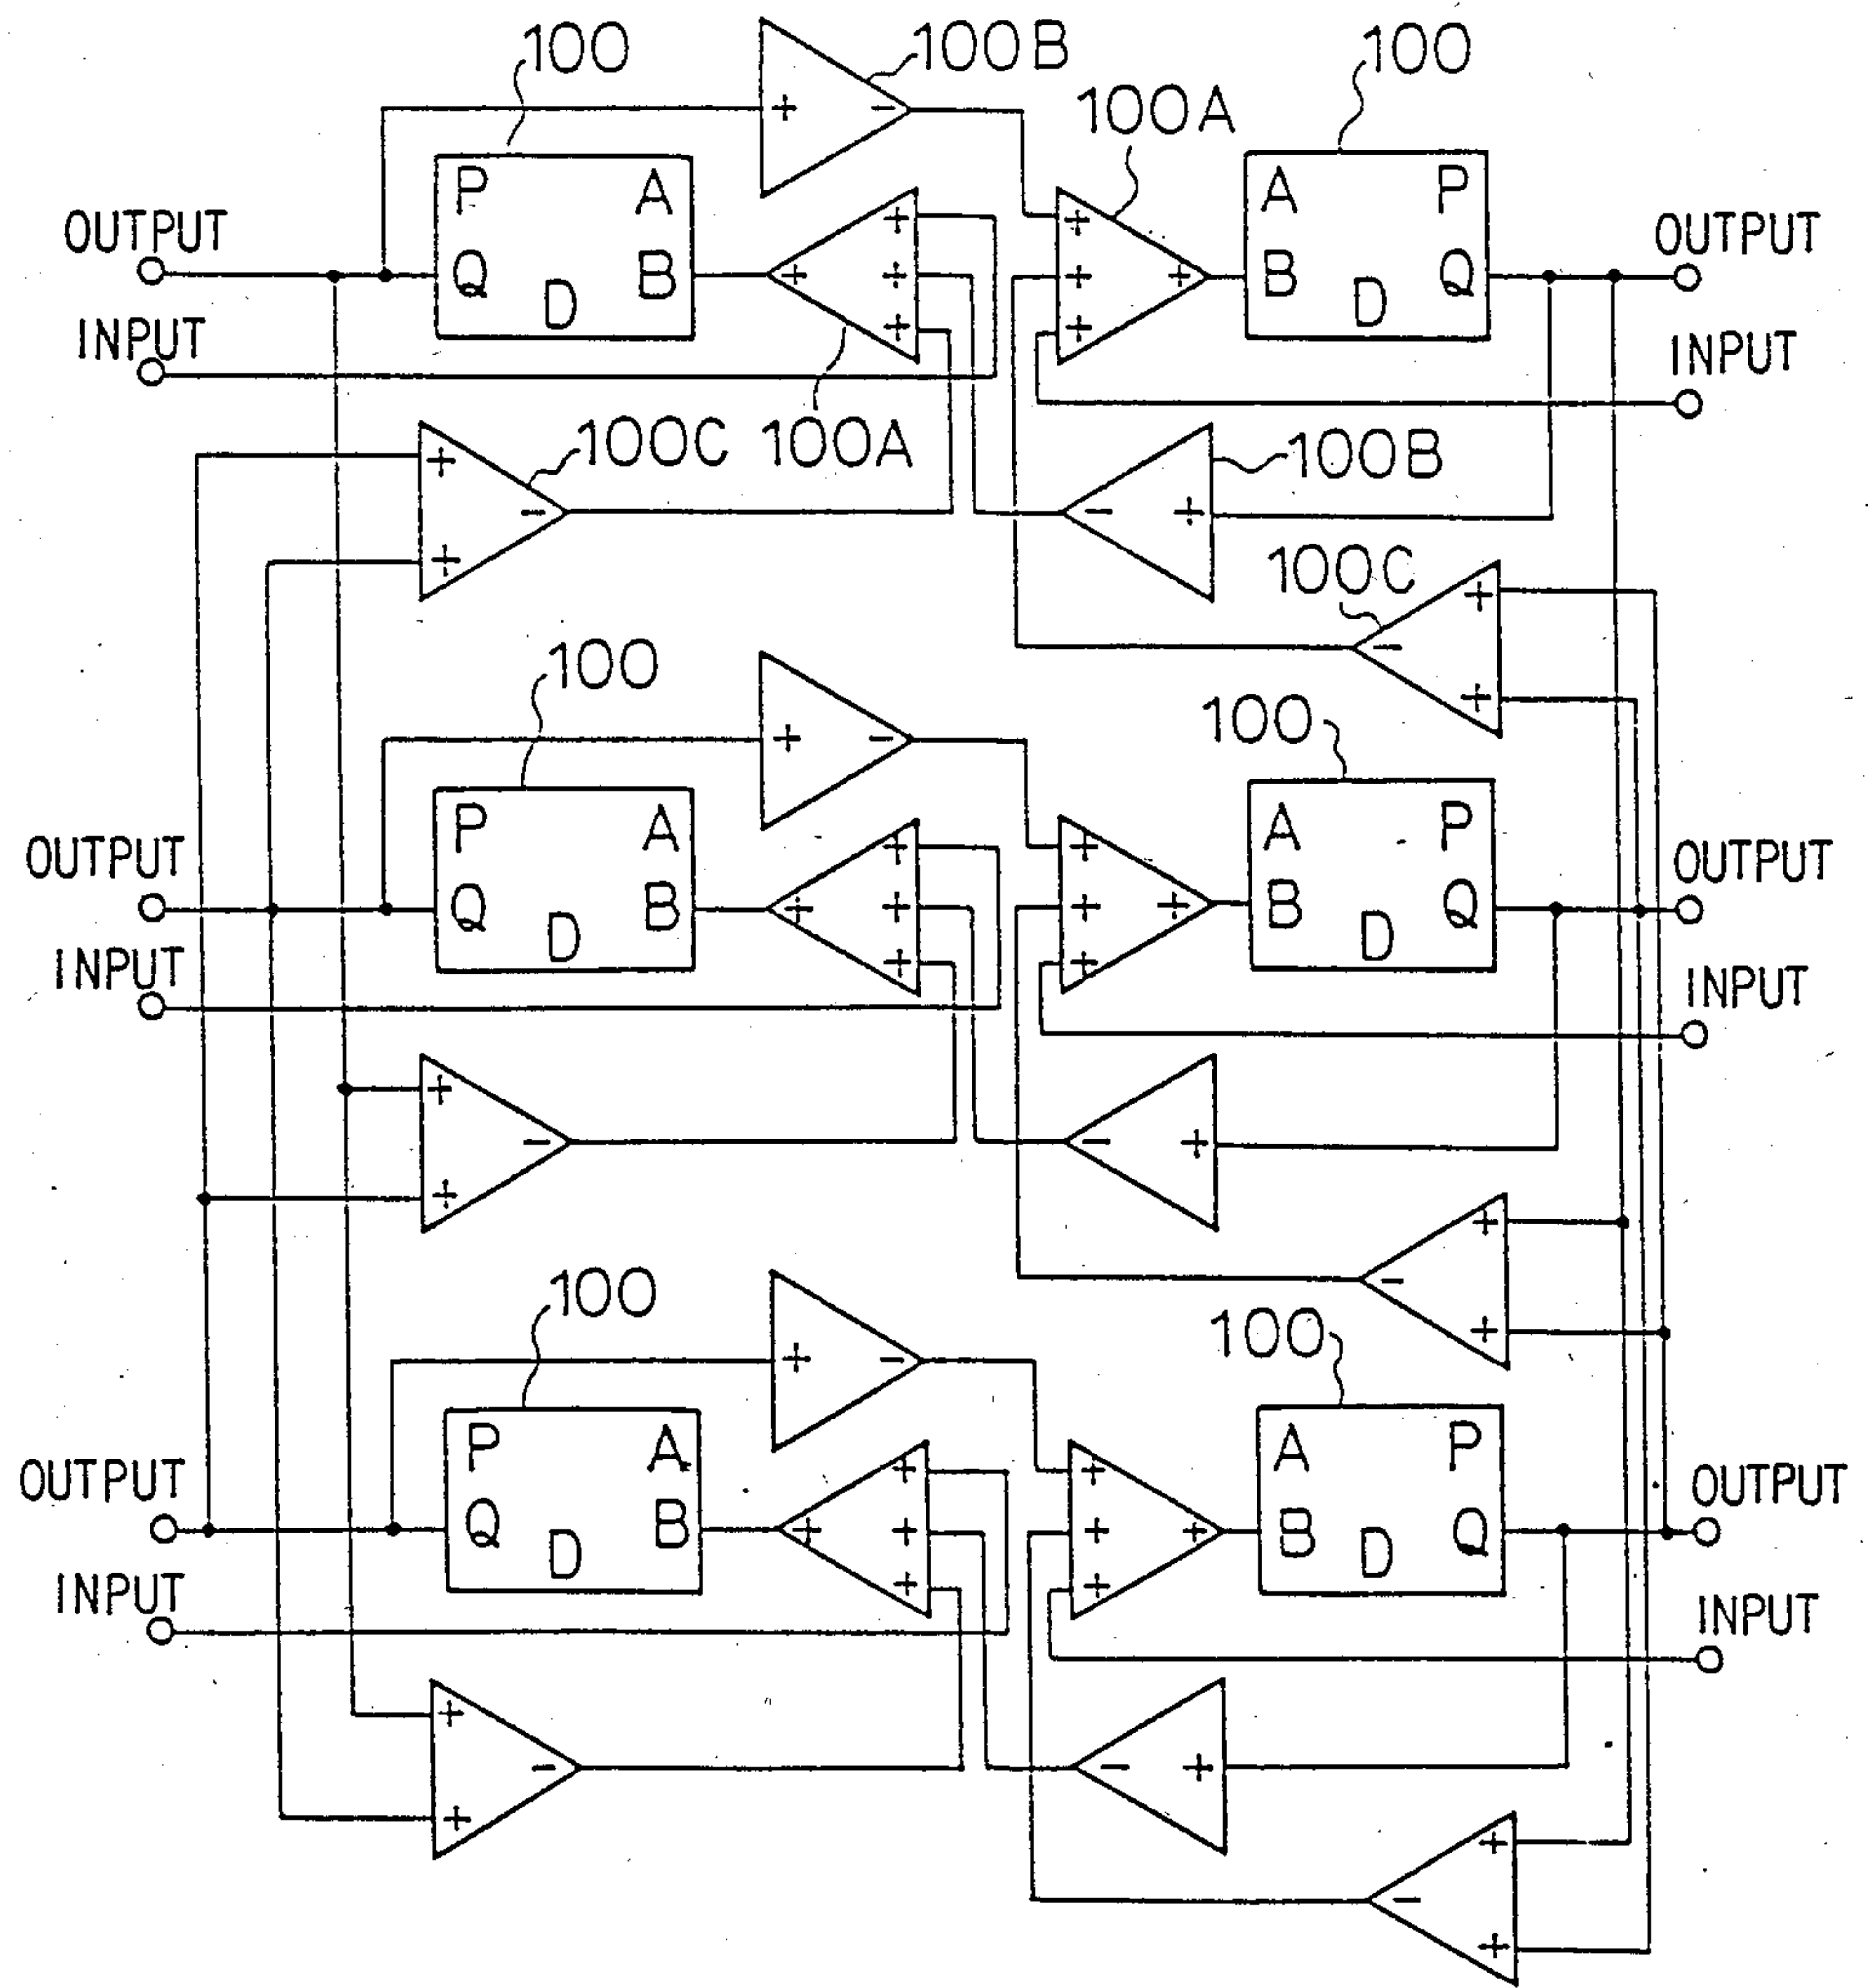 100 100B 100
100A
+ -
P A + + A P
OUTPUT Q B + + + + B Q OUTPUT
D + + D
INPUT INPUT
100C 100A 100B
+
- - +
+ 100C +
-
100 +
100
+ -
P A + + A P
OUTPUT Q B + + + + B Q OUTPUT
D + + D
INPUT INPUT
+
- - +
+ +
-
100 100 +
+ -
P A + + A P
OUTPUT Q B + + + + B Q OUTPUT
D + + D
INPUT INPUT
+
- - +
+ +
-
+